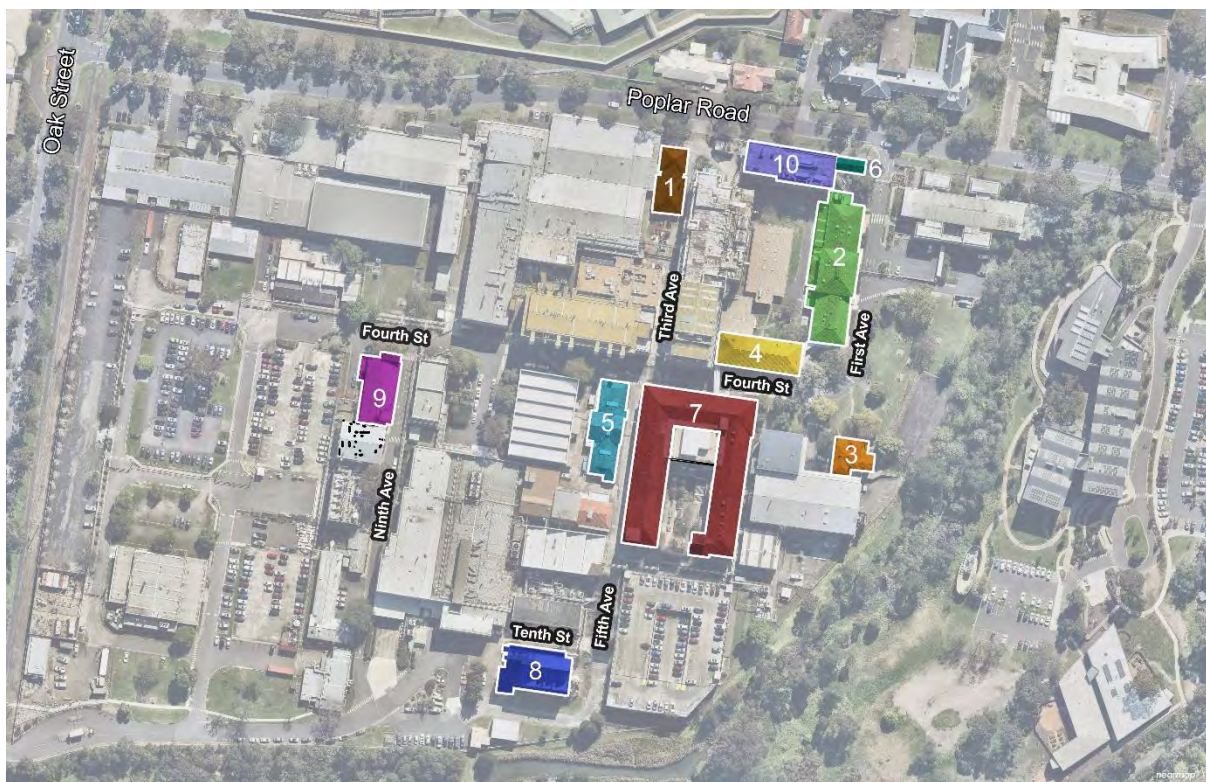 Oak Street
Poplar Road
10
6
1
2
Third Ave
First Ave
Fourth St
4
Fourth St
9
5
7
3
Ninth Ave
Fifth Ave
Tenth St
8
nearmap